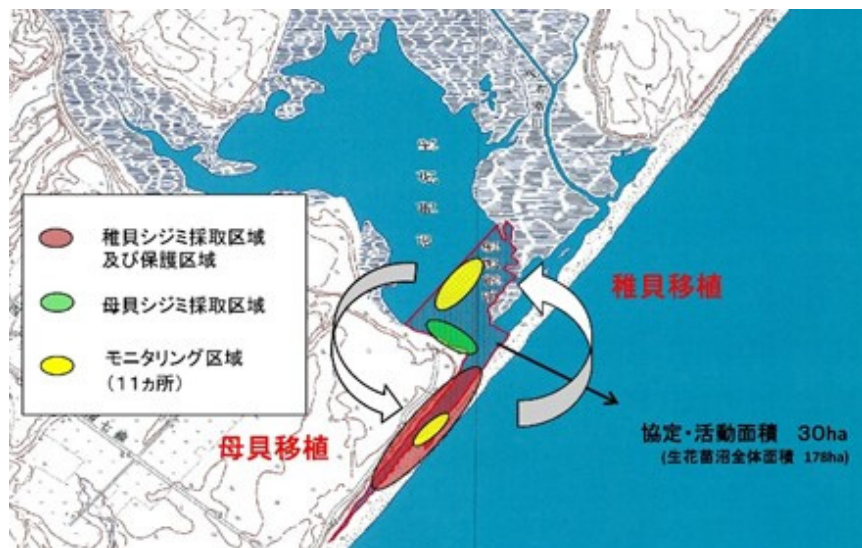 稚貝シジミ採取区域
及び保護区域
母貝シジミ採取区域
モニタリング区域
(11ヵ所)
稚貝移植
母貝移植
協定・活動面積 30ha
(生花苗沼全体面積 178ha)